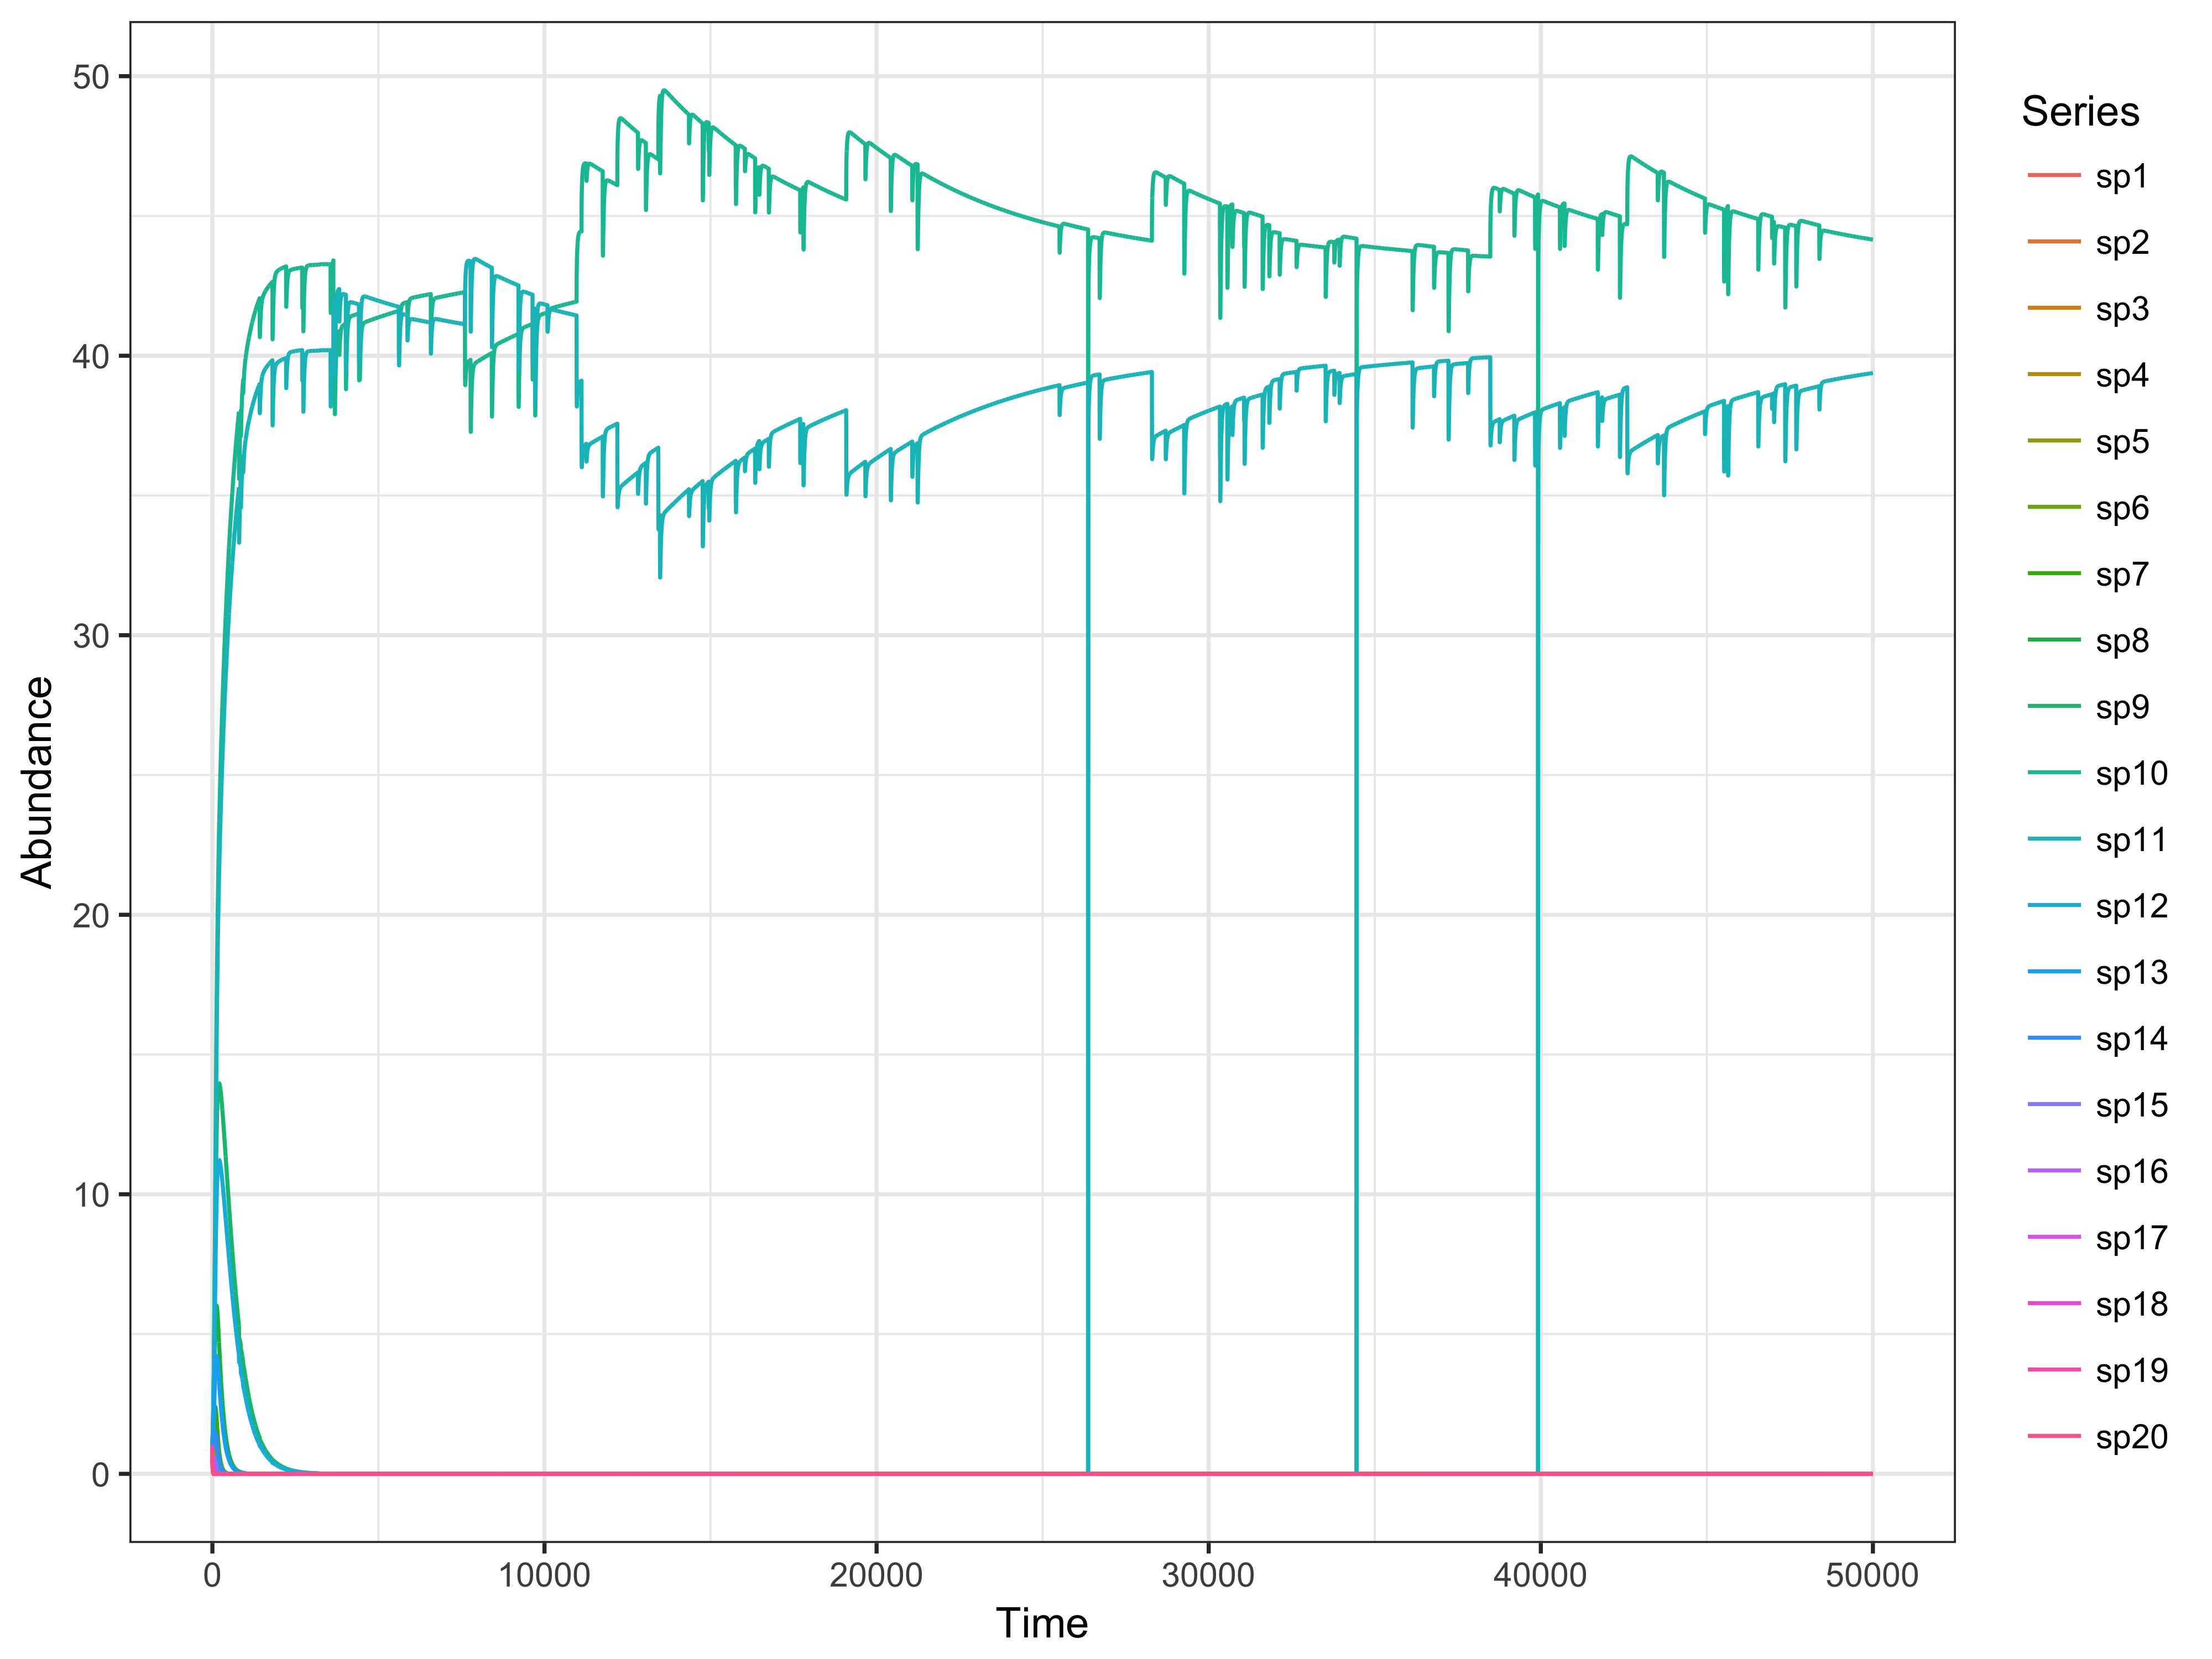 50
40
30
20
10
0
Abundance
0 10000 20000 30000 40000 50000
Time
Series
sp1
sp2
sp3
sp4
sp5
sp6
sp7
sp8
sp9
sp10
sp11
sp12
sp13
sp14
sp15
sp16
sp17
sp18
sp19
sp20